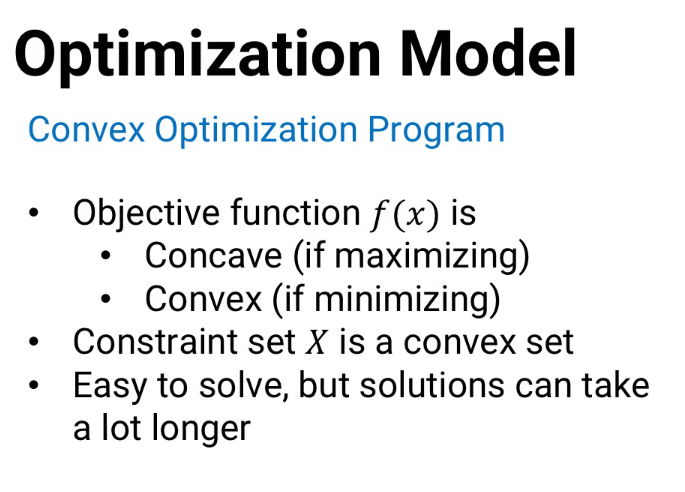 Optimization Model
Convex Optimization Program
• Objective function f(x) is
• Concave (if maximizing)
• Convex (if minimizing)
• Constraint set X is a convex set
• Easy to solve, but solutions can take
a lot longer